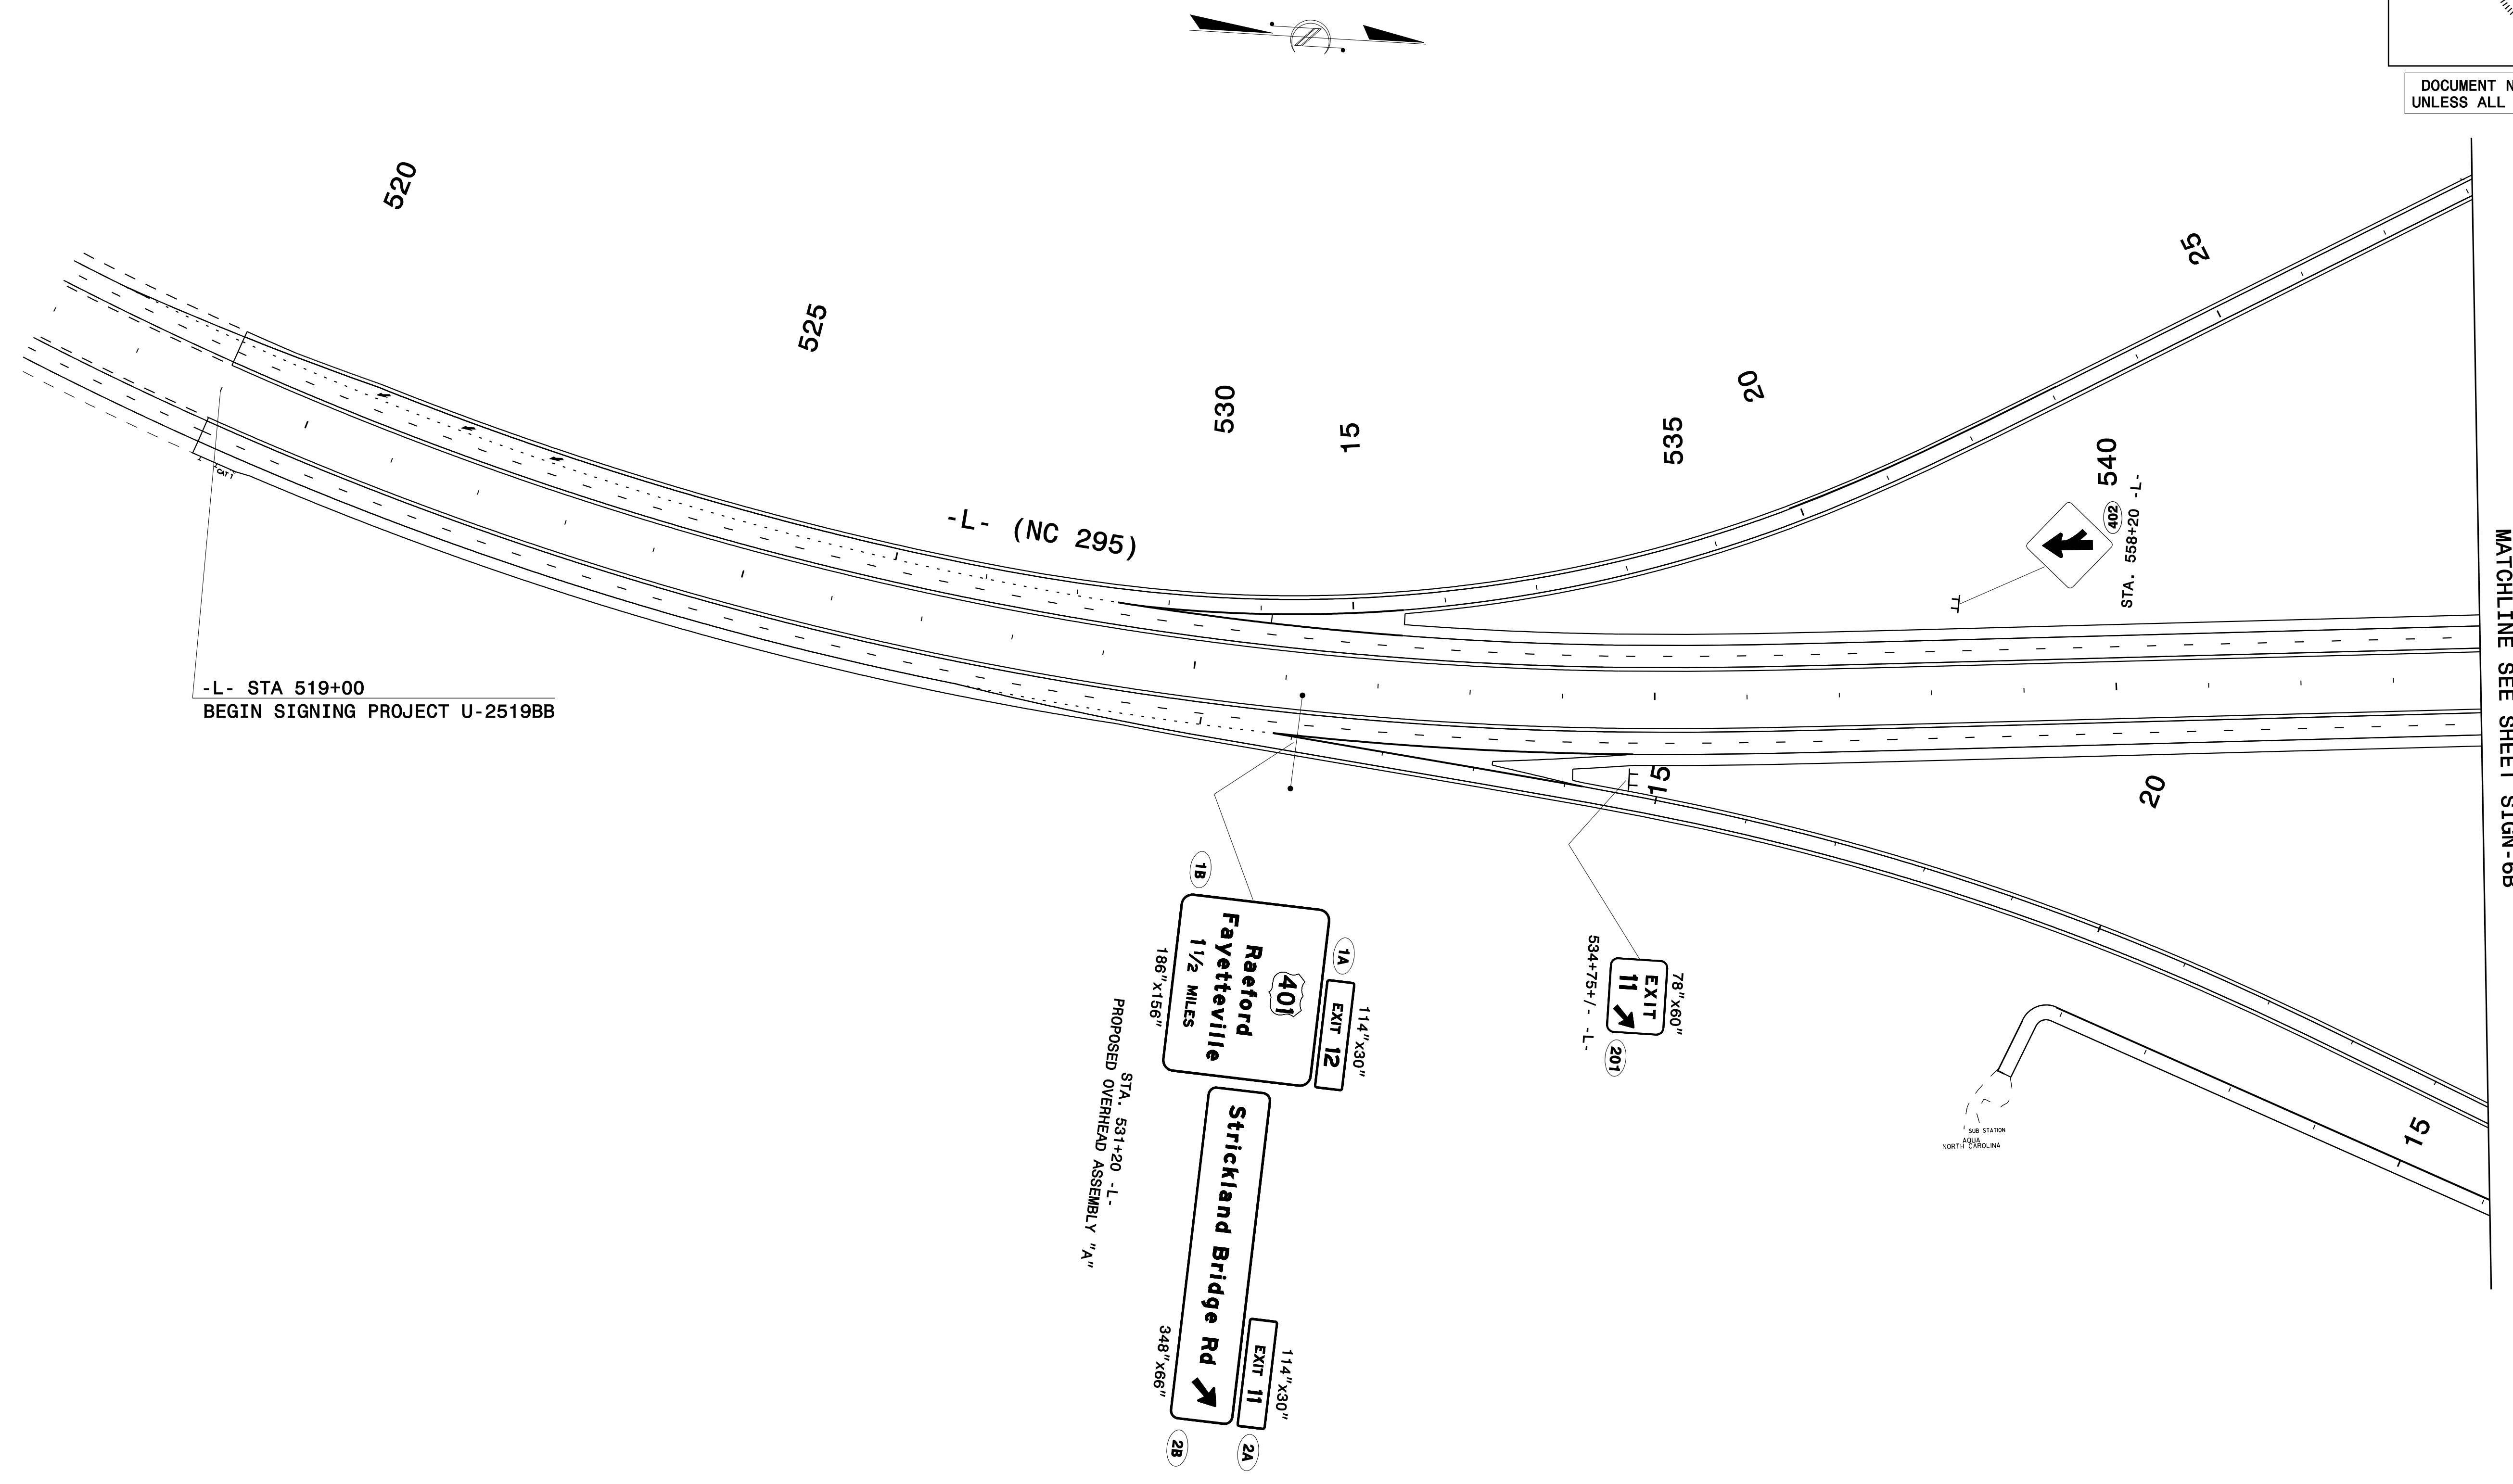 DOCUMENT N
UNLESS ALL
520
525
530
15
535
20
25
540
402
STA. 558+20 -L-
-L- (NC 295)
CAT 1
-L- STA 519+00
BEGIN SIGNING PROJECT U-2519BB
MATCHLINE SEE SHEET SIGN-6B
15
20
1B
1A
114"x30"
EXIT 12
401
Raeford
Fayetteville
1 1/2 MILES
186"x156"
78"x60"
EXIT
11
201
534+75+/- -L-
STA. 531+20 -L-
PROPOSED OVERHEAD ASSEMBLY "A"
114"x30"
EXIT 11
Strickland Bridge Rd
348"x66"
2B
2A
SUB STATION
AQUA
NORTH CAROLINA
15